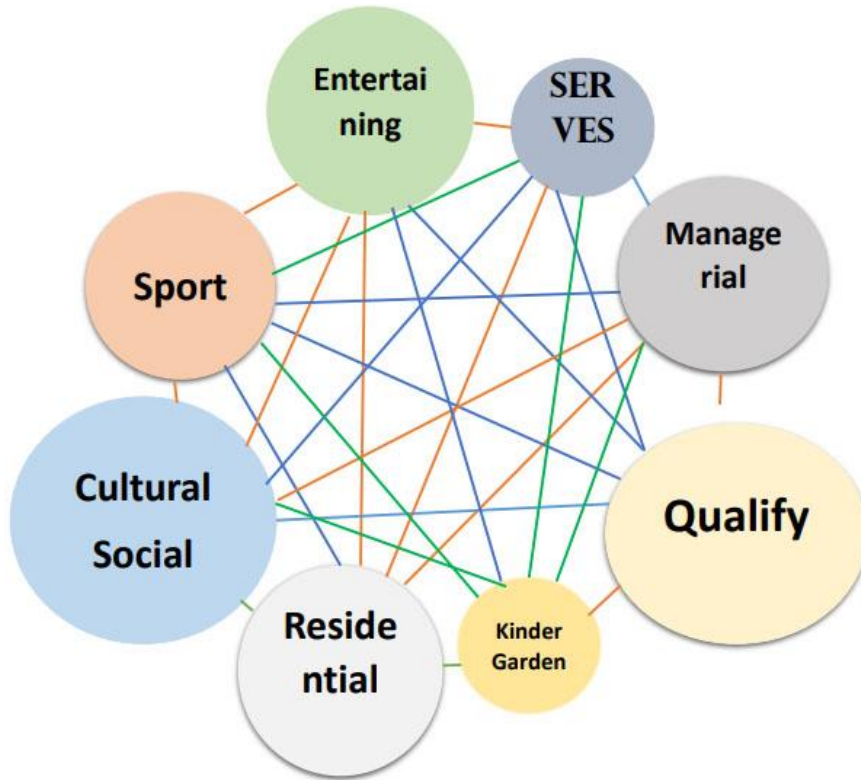 Entertai
ning
SER
VES
Manage
rial
Sport
Cultural
Social
Qualify
Reside
ntial
Kinder
Garden